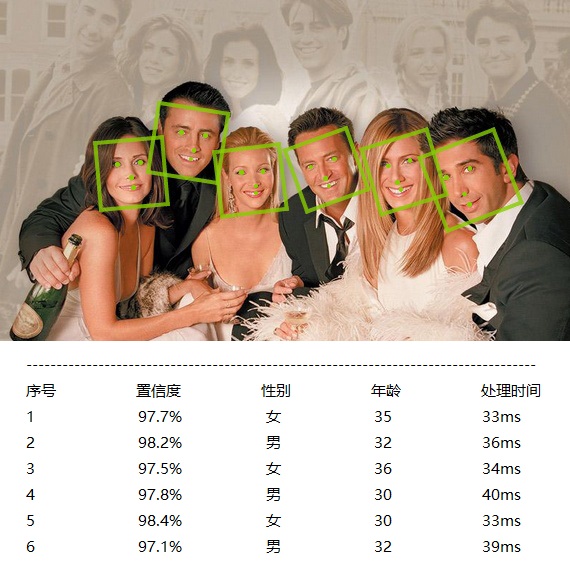 序号 置信度 性别 年龄 处理时间
1 97.7% 女 35 33ms
2 98.2% 男 32 36ms
3 97.5% 女 36 34ms
4 97.8% 男 30 40ms
5 98.4% 女 30 33ms
6 97.1% 男 32 39ms